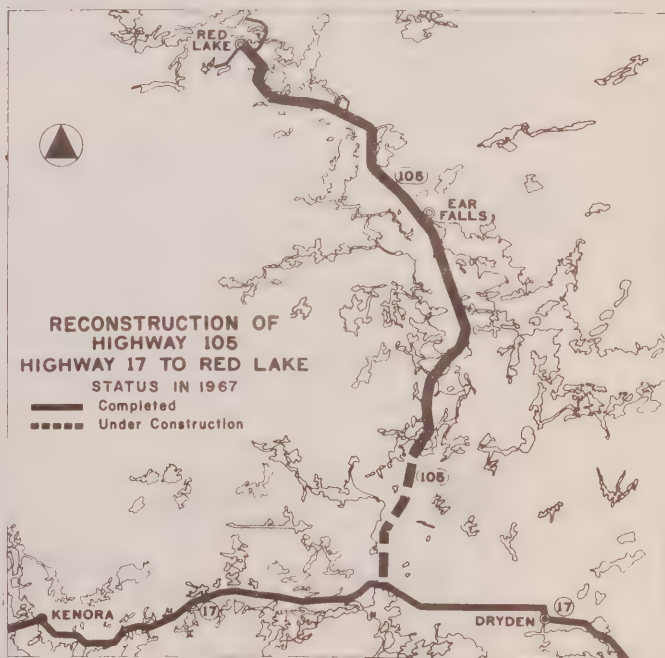 RED
LAKE
105
EAR
FALLS
RECONSTRUCTION OF
HIGHWAY 105
HIGHWAY 17 TO RED LAKE
STATUS IN 1967
Completed
Under Construction
105
17
KENORA
17
DRYDEN